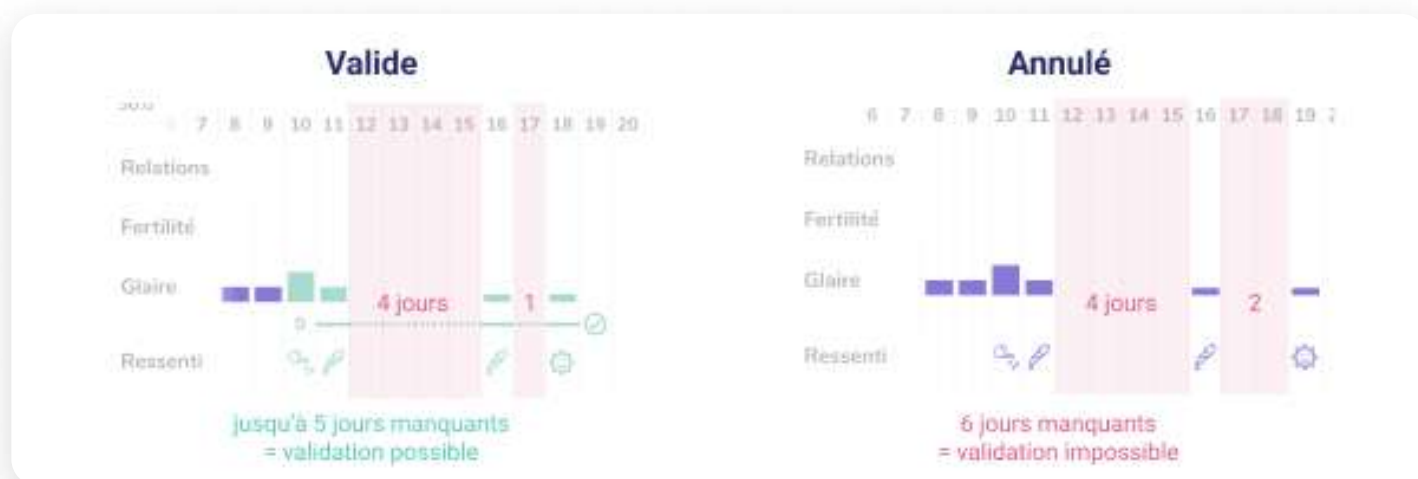 Valide
7 8 9 10 11 12 13 14 15 16 17 18 19 20
Relations
Fertilité
Glaire
4 jours
1
Ressenti
jusqu'à 5 jours manquants
= validation possible
Annulé
6 7 8 9 10 11 12 13 14 15 16 17 18 19
Relations
Fertilité
Glaire
4 jours
2
Ressenti
6 jours manquants
= validation impossible